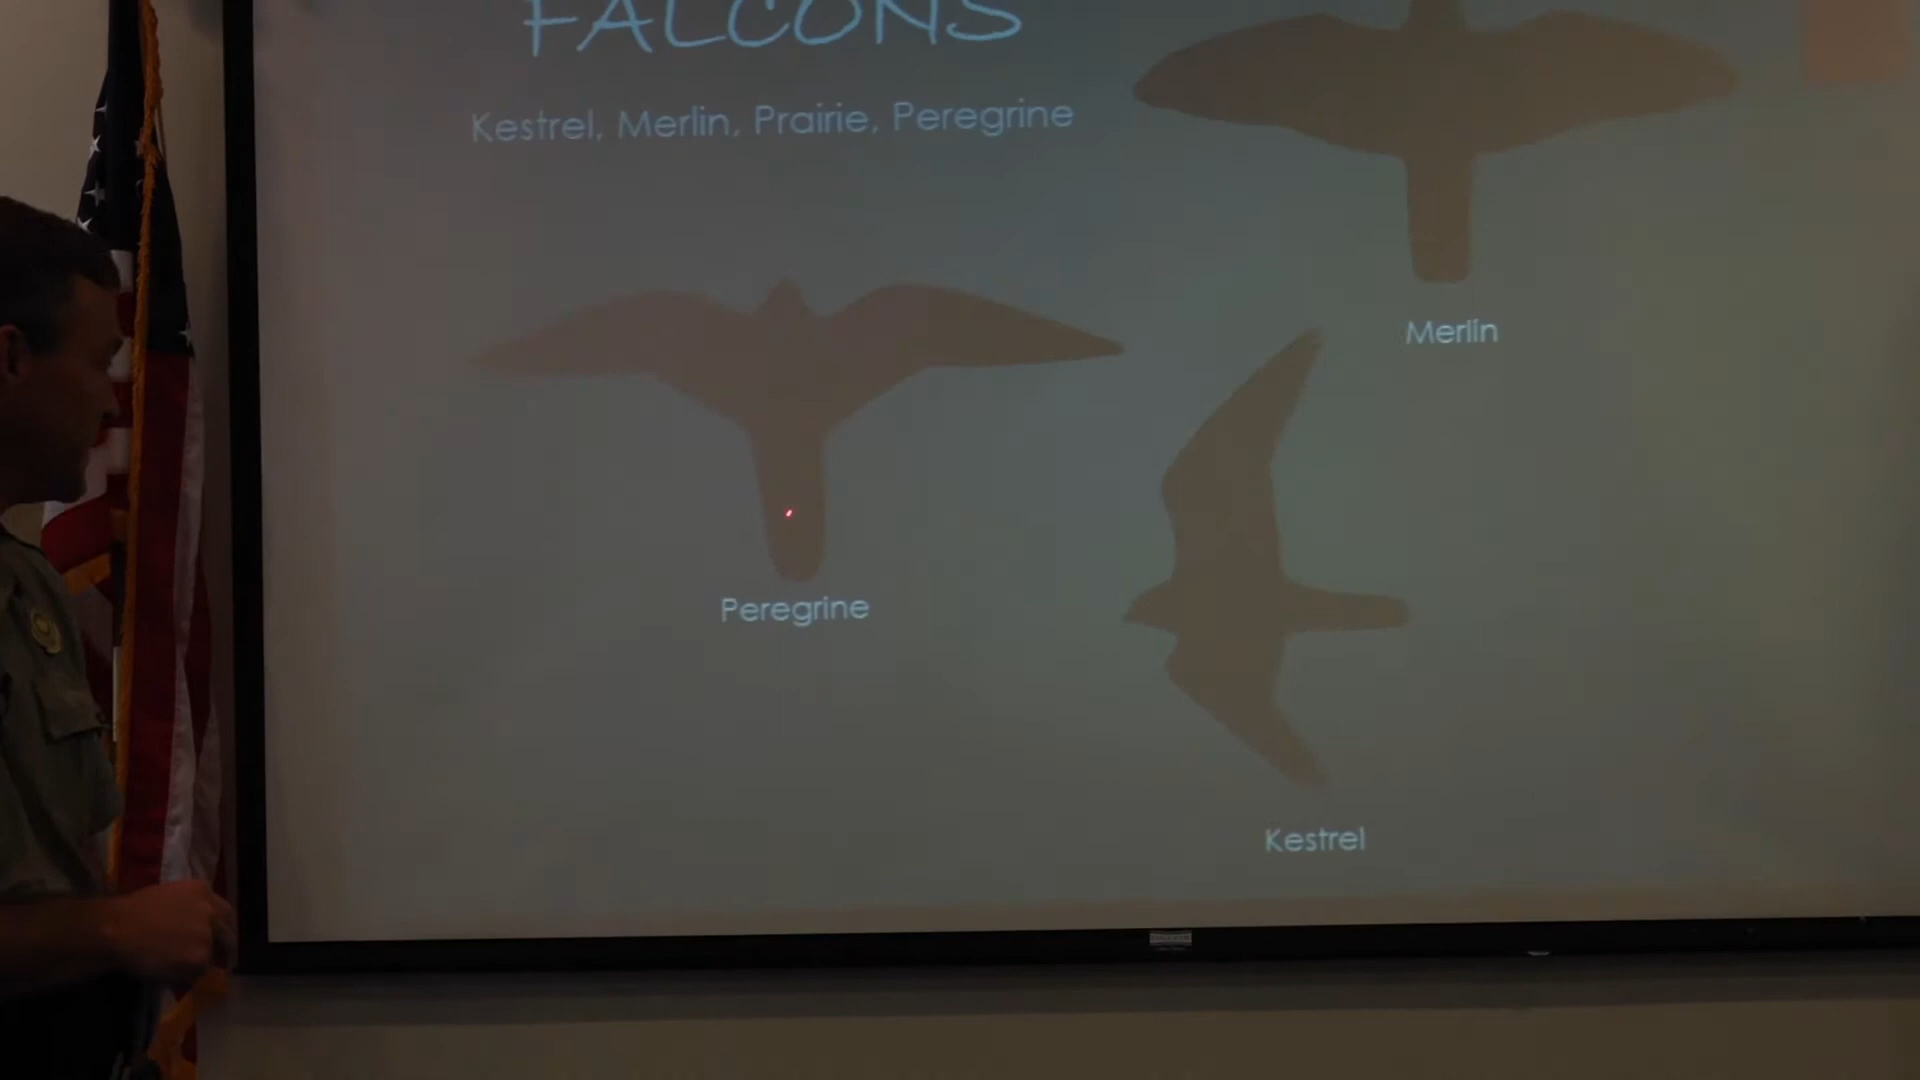 FALCONS
Kestrel, Merlin, Prairie, Peregrine
Merlin
Peregrine
Kestrel